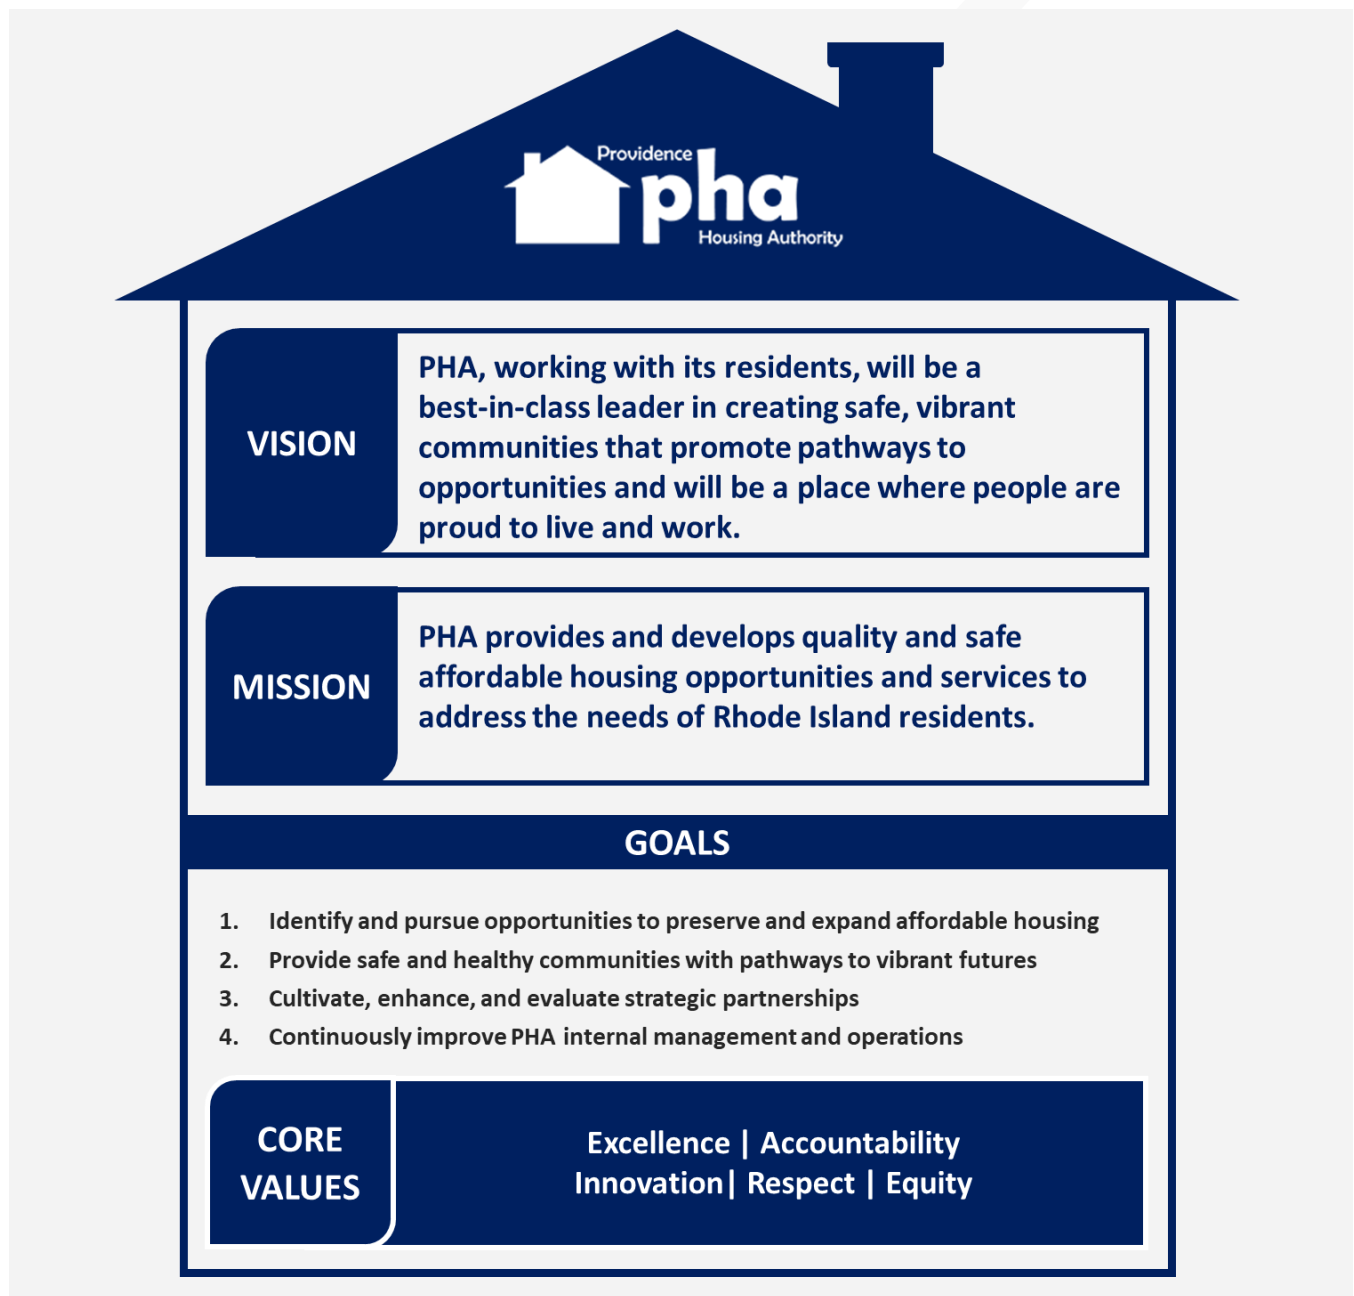 Providence
pha
Housing Authority
VISION
PHA, working with its residents, will be a
best-in-class leader in creating safe, vibrant
communities that promote pathways to
opportunities and will be a place where people are
proud to live and work.
MISSION
PHA provides and develops quality and safe
affordable housing opportunities and services to
address the needs of Rhode Island residents.
GOALS
1. Identify and pursue opportunities to preserve and expand affordable housing
2. Provide safe and healthy communities with pathways to vibrant futures
3. Cultivate, enhance, and evaluate strategic partnerships
4. Continuously improve PHA internal management and operations
CORE
VALUES
Excellence | Accountability
Innovation| Respect | Equity